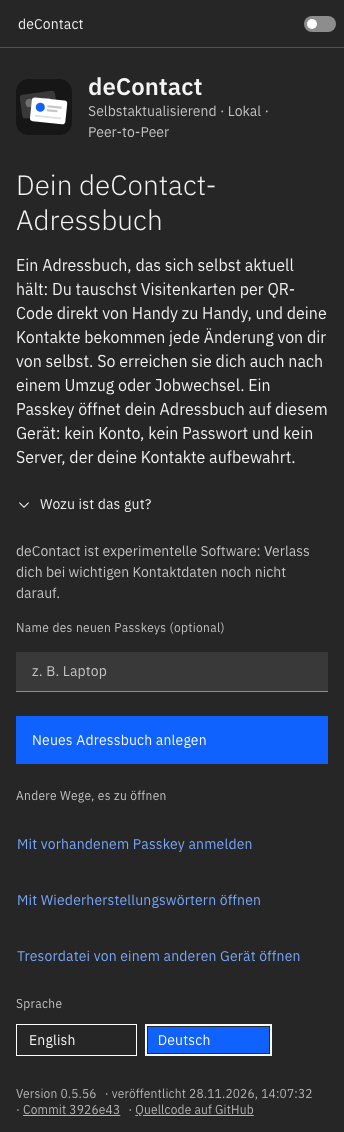 deContact
deContact
Selbstaktualisierend · Lokal ·
Peer-to-Peer
Dein deContact-
Adressbuch
Ein Adressbuch, das sich selbst aktuell
hält: Du tauschst Visitenkarten per QR-
Code direkt von Handy zu Handy, und deine
Kontakte bekommen jede Änderung von dir
von selbst. So erreichen sie dich auch nach
einem Umzug oder Jobwechsel. Ein
Passkey öffnet dein Adressbuch auf diesem
Gerät: kein Konto, kein Passwort und kein
Server, der deine Kontakte aufbewahrt.
Wozu ist das gut?
deContact ist experimentelle Software: Verlass
dich bei wichtigen Kontaktdaten noch nicht
darauf.
Name des neuen Passkeys (optional)
z. B. Laptop
Neues Adressbuch anlegen
Andere Wege, es zu öffnen
Mit vorhandenem Passkey anmelden
Mit Wiederherstellungswörtern öffnen
Tresordatei von einem anderen Gerät öffnen
Sprache
English Deutsch
Version 0.5.56 · veröffentlicht 28.11.2026, 14:07:32
· Commit 3926e43 · Quellcode auf GitHub